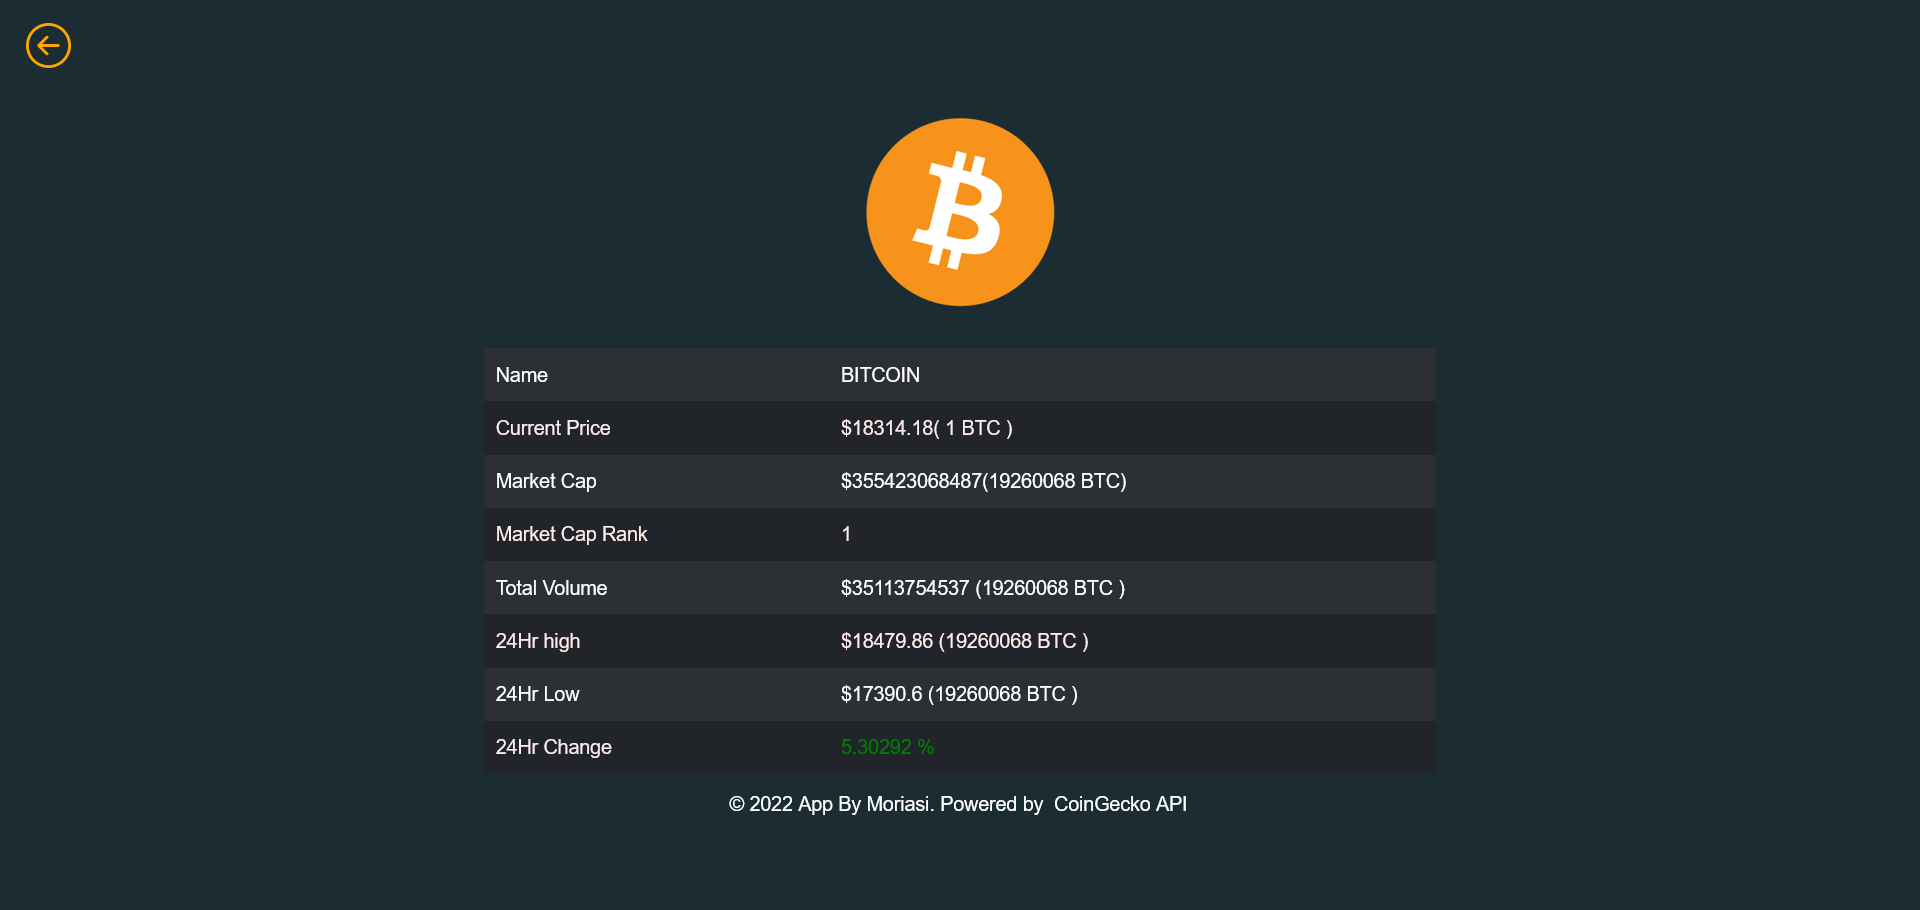 Name BITCOIN
Current Price $18314.18( 1 BTC )
Market Cap $355423068487(19260068 BTC)
Market Cap Rank 1
Total Volume $35113754537 (19260068 BTC )
24Hr high $18479.86 (19260068 BTC )
24Hr Low $17390.6 (19260068 BTC )
24Hr Change 5.30292 %
© 2022 App By Moriasi. Powered by CoinGecko API